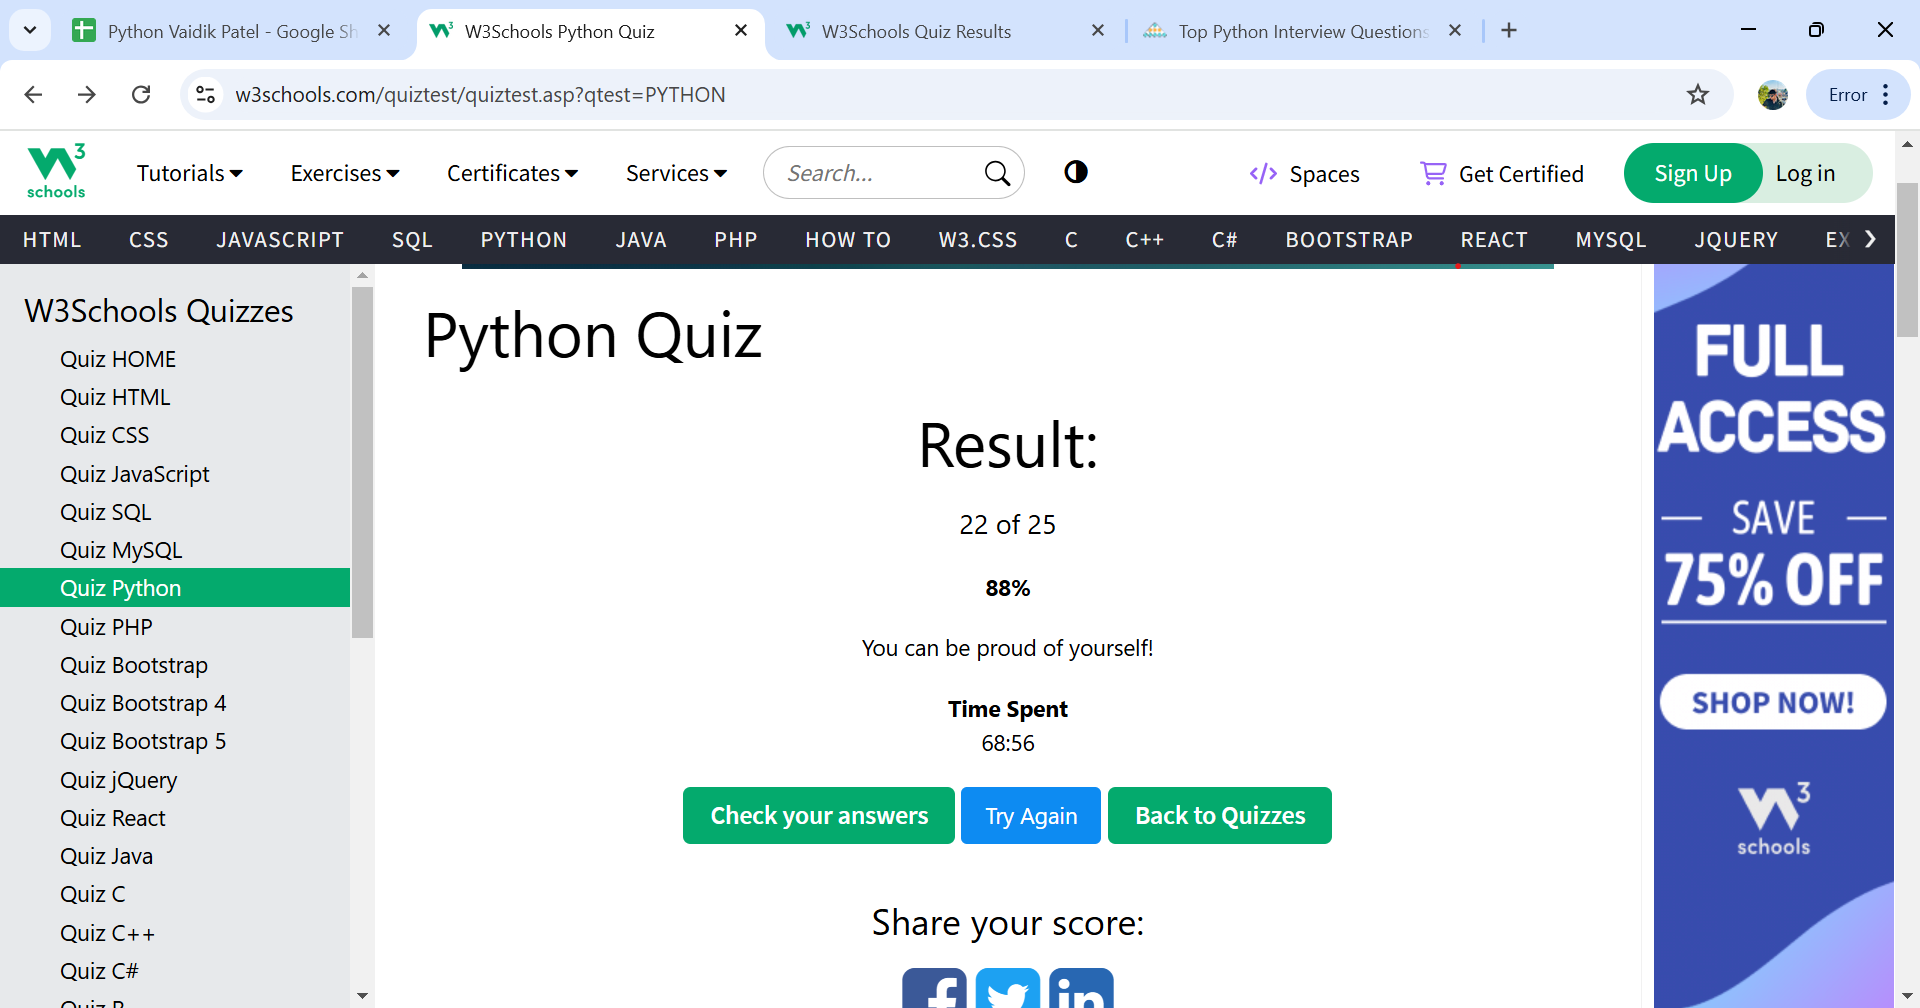 Python Vaidik Patel - Google Sh
W3Schools Python Quiz
W3Schools Quiz Results
Top Python Interview Questions
w3schools.com/quiztest/quiztest.asp?qtest=PYTHON
Error
W3 schools
Tutorials
Exercises
Certificates
Services
Search...
Spaces
Get Certified
Sign Up
Log in
HTML
CSS
JAVASCRIPT
SQL
PYTHON
JAVA
PHP
HOW TO
W3.CSS
C
C++
C#
BOOTSTRAP
REACT
MYSQL
JQUERY
EX
W3Schools Quizzes
Quiz HOME
Quiz HTML
Quiz CSS
Quiz JavaScript
Quiz SQL
Quiz MySQL
Quiz Python
Quiz PHP
Quiz Bootstrap
Quiz Bootstrap 4
Quiz Bootstrap 5
Quiz jQuery
Quiz React
Quiz Java
Quiz C
Quiz C++
Quiz C#
Python Quiz
Result:
22 of 25
88%
You can be proud of yourself!
Time Spent
68:56
Check your answers
Try Again
Back to Quizzes
Share your score:
f
in
FULL
ACCESS
SAVE
75% OFF
SHOP NOW!
W3
schools